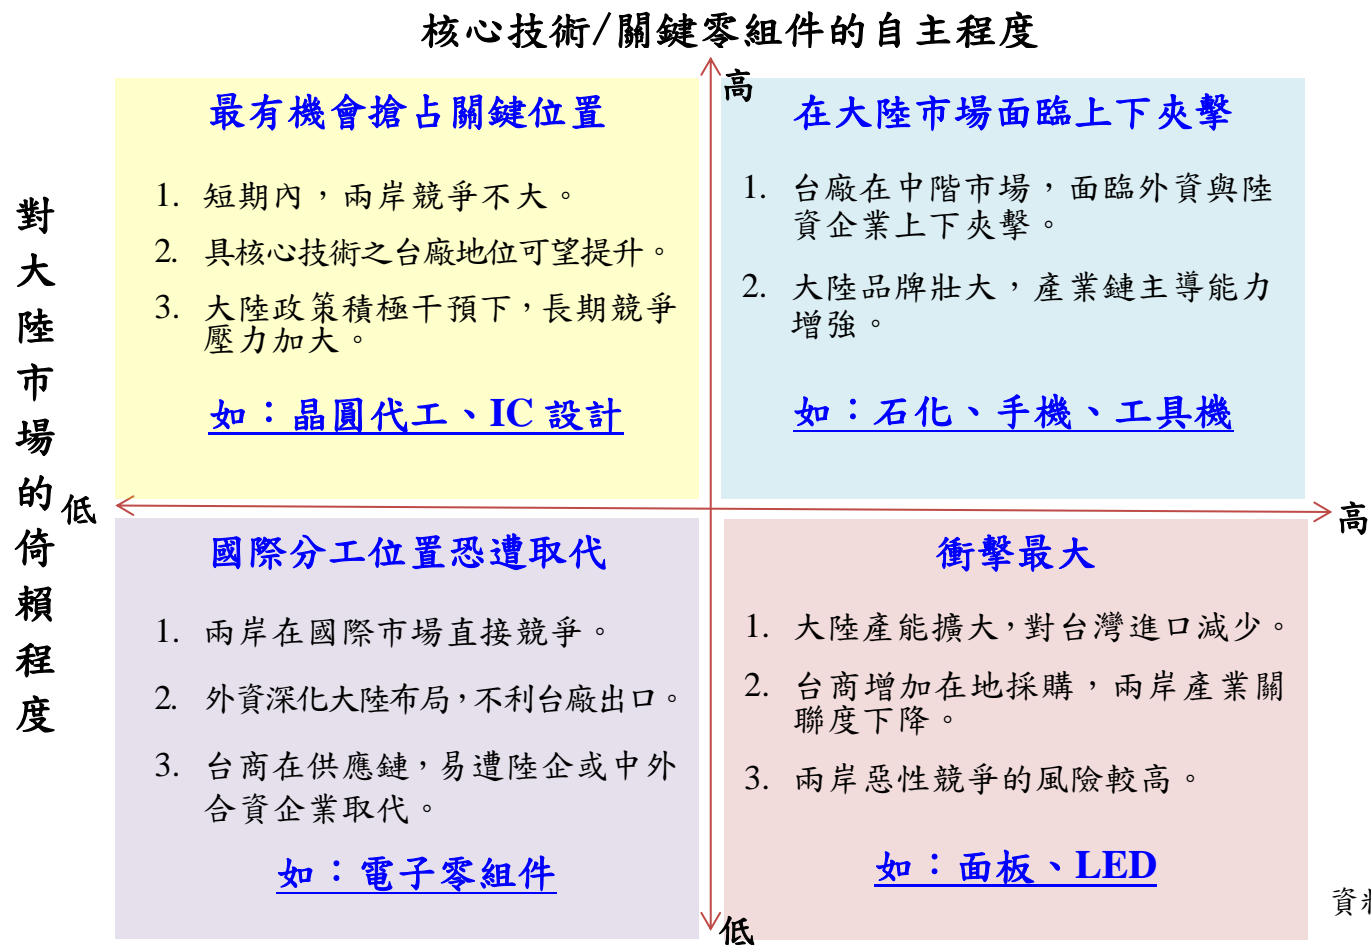 核心技術/關鍵零組件的自主程度
高
最有機會搶占關鍵位置
1. 短期內，兩岸競爭不大。
2. 具核心技術之台廠地位可望提升。
3. 大陸政策積極干預下，長期競爭
壓力加大。
如：晶圓代工、IC 設計
在大陸市場面臨上下夾擊
1. 台廠在中階市場，面臨外資與陸
資企業上下夾擊。
2. 大陸品牌壯大，產業鏈主導能力
增強。
如：石化、手機、工具機
對大陸市場的倚賴程度
低
高
國際分工位置恐遭取代
1. 兩岸在國際市場直接競爭。
2. 外資深化大陸布局，不利台廠出口。
3. 台商在供應鏈，易遭陸企或中外
合資企業取代。
如：電子零組件
衝擊最大
1. 大陸產能擴大，對台灣進口減少。
2. 台商增加在地採購，兩岸產業關
聯度下降。
3. 兩岸惡性競爭的風險較高。
如：面板、LED
低
資